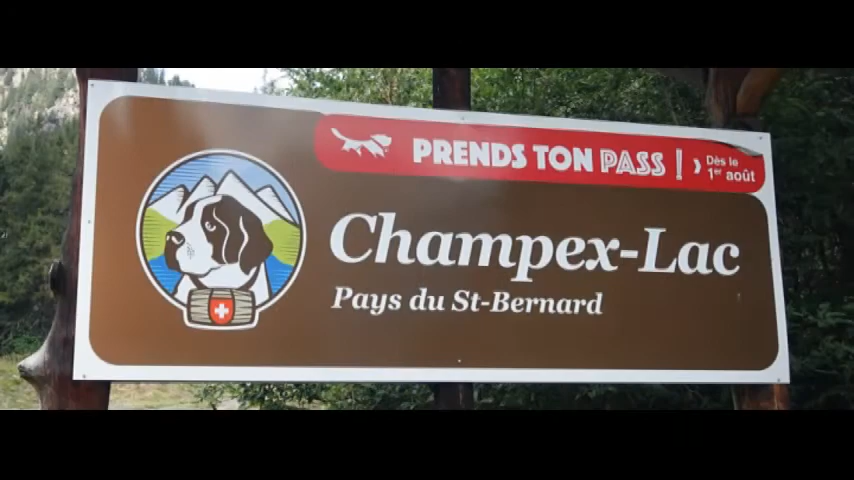 PRENDS TON PASS !
Dès le
1er août
Champex-Lac
Pays du St-Bernard